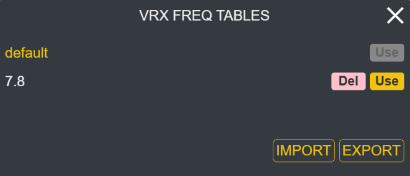 VRX FREQ TABLES
default Use
7.8 Del Use
IMPORT EXPORT